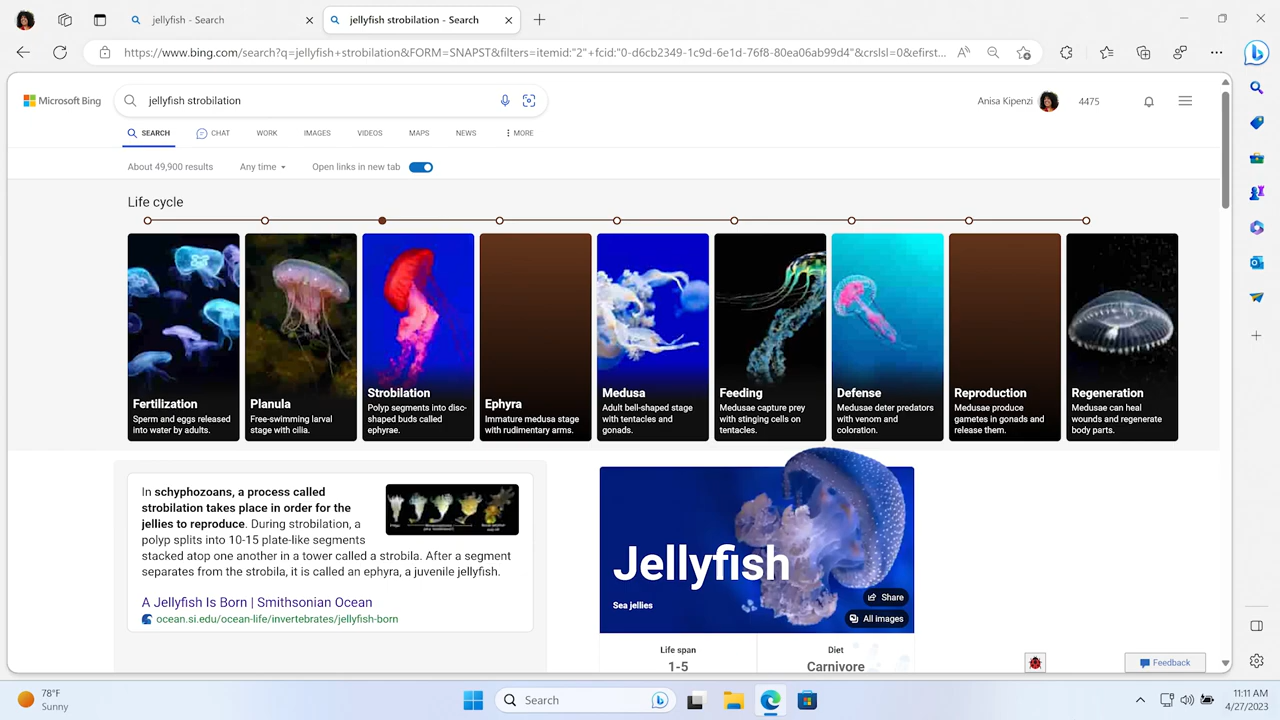 jellyfish - Search
jellyfish strobilation - Search
https://www.bing.com/search?q=jellyfish+strobilation&FORM=SNAPST&filters=itemid:"2"+fcid:"0-d6cb2349-1c9d-6e1d-76f8-80ea06ab99d4"&crslsl=0&efirst...
Microsoft Bing
jellyfish strobilation
Anisa Kipenzi
4475
SEARCH
CHAT
WORK
IMAGES
VIDEOS
MAPS
NEWS
MORE
About 49,900 results
Any time
Open links in new tab
Life cycle
Fertilization
Sperm and eggs released
into water by adults.
Planula
Free-swimming larval
stage with cilia.
Strobilation
Polyp segments into disc-
shaped buds called
ephyrae.
Ephyra
Immature medusa stage
with rudimentary arms.
Medusa
Adult bell-shaped stage
with tentacles and
gonads.
Feeding
Medusae capture prey
with stinging cells on
tentacles.
Defense
Medusae deter predators
with venom and
coloration.
Reproduction
Medusae produce
gametes in gonads and
release them.
Regeneration
Medusae can heal
wounds and regenerate
body parts.
In schyphozoans, a process called
strobilation takes place in order for the
jellies to reproduce. During strobilation, a
polyp splits into 10-15 plate-like segments
stacked atop one another in a tower called a strobila. After a segment
separates from the strobila, it is called an ephyra, a juvenile jellyfish.
A Jellyfish Is Born | Smithsonian Ocean
ocean.si.edu/ocean-life/invertebrates/jellyfish-born
Jellyfish
Sea jellies
Share
All images
Life span
1-5
Diet
Carnivore
Feedback
78°F
Sunny
Search
11:11 AM
4/27/2023